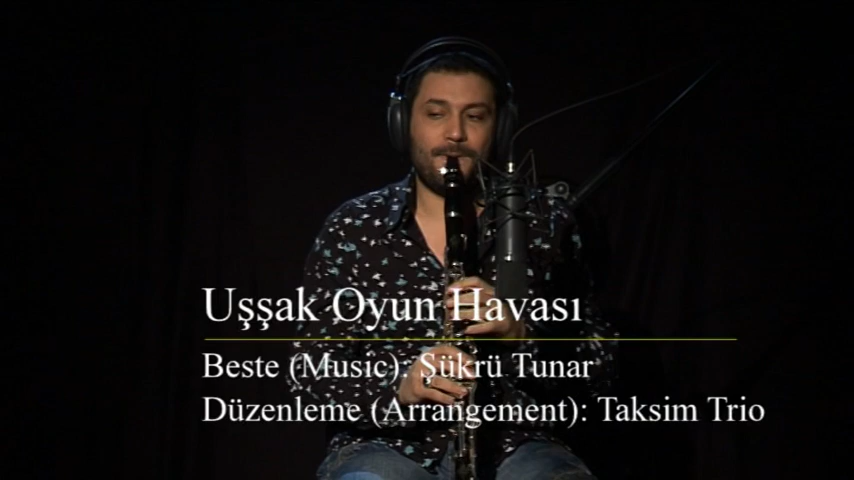 Uşşak Oyun Havası
Beste (Music): Şükrü Tunar
Düzenleme (Arrangement): Taksim Trio